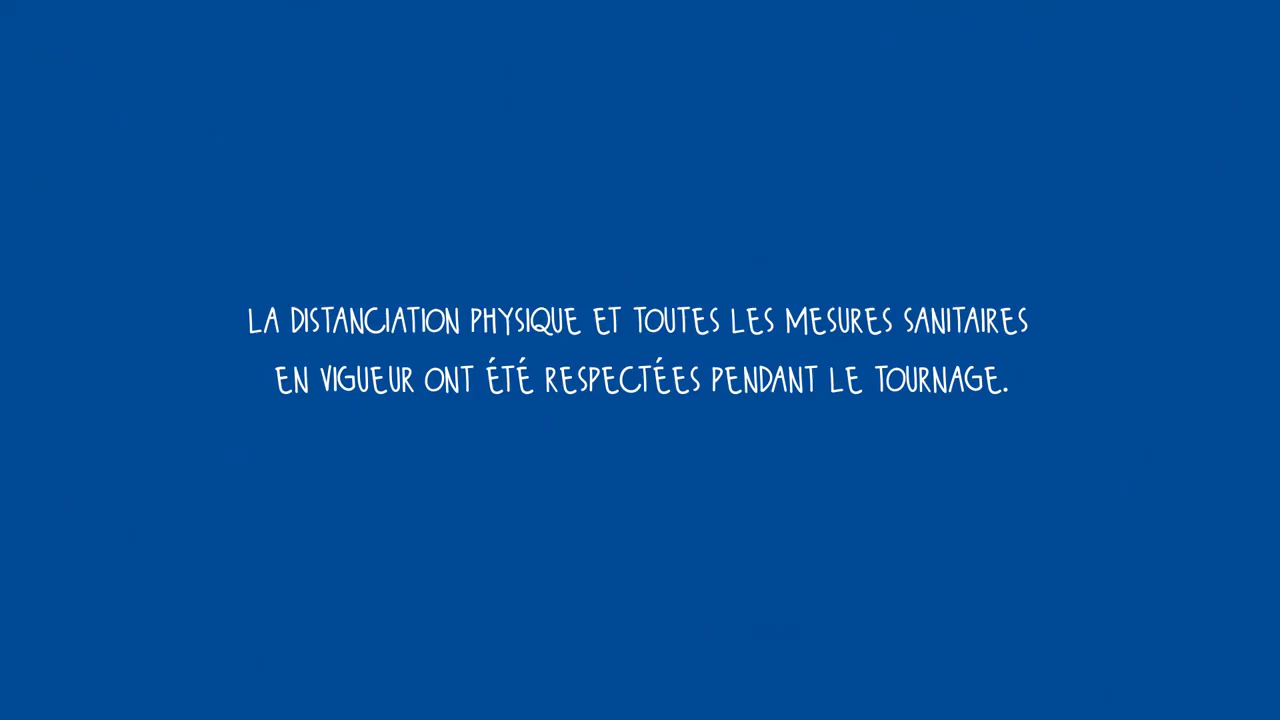 LA DISTANCIATION PHYSIQUE ET TOUTES LES MESURES SANITAIRES
EN VIGUEUR ONT ÉTÉ RESPECTÉES PENDANT LE TOURNAGE.